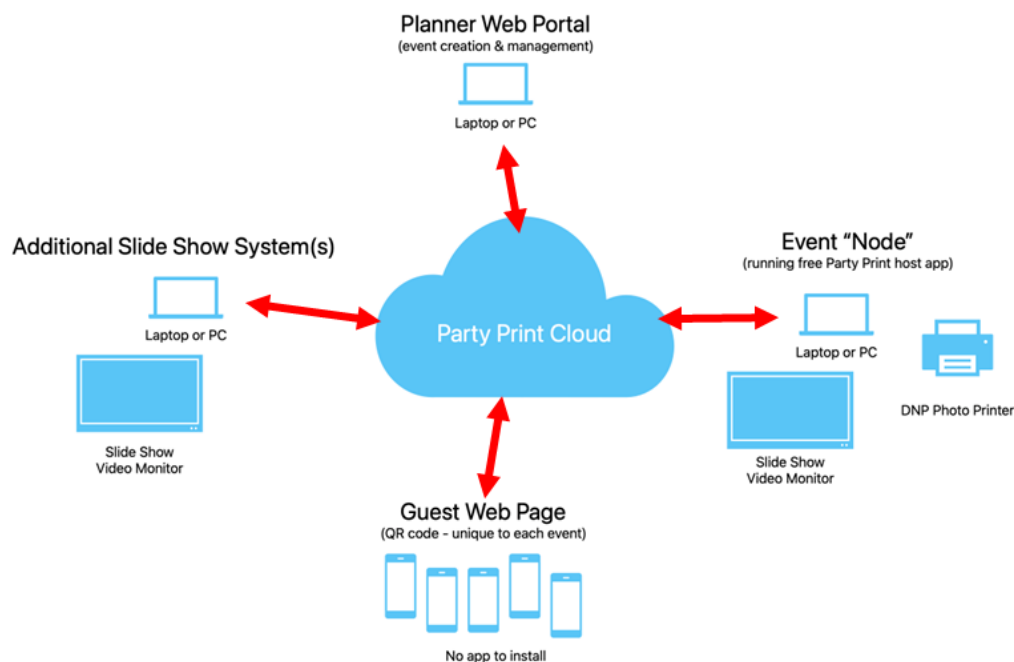 Planner Web Portal
(event creation & management)
Laptop or PC
Additional Slide Show System(s)
Laptop or PC
Slide Show
Video Monitor
Party Print Cloud
Event “Node”
(running free Party Print host app)
Laptop or PC
DNP Photo Printer
Slide Show
Video Monitor
Guest Web Page
(QR code - unique to each event)
No app to install